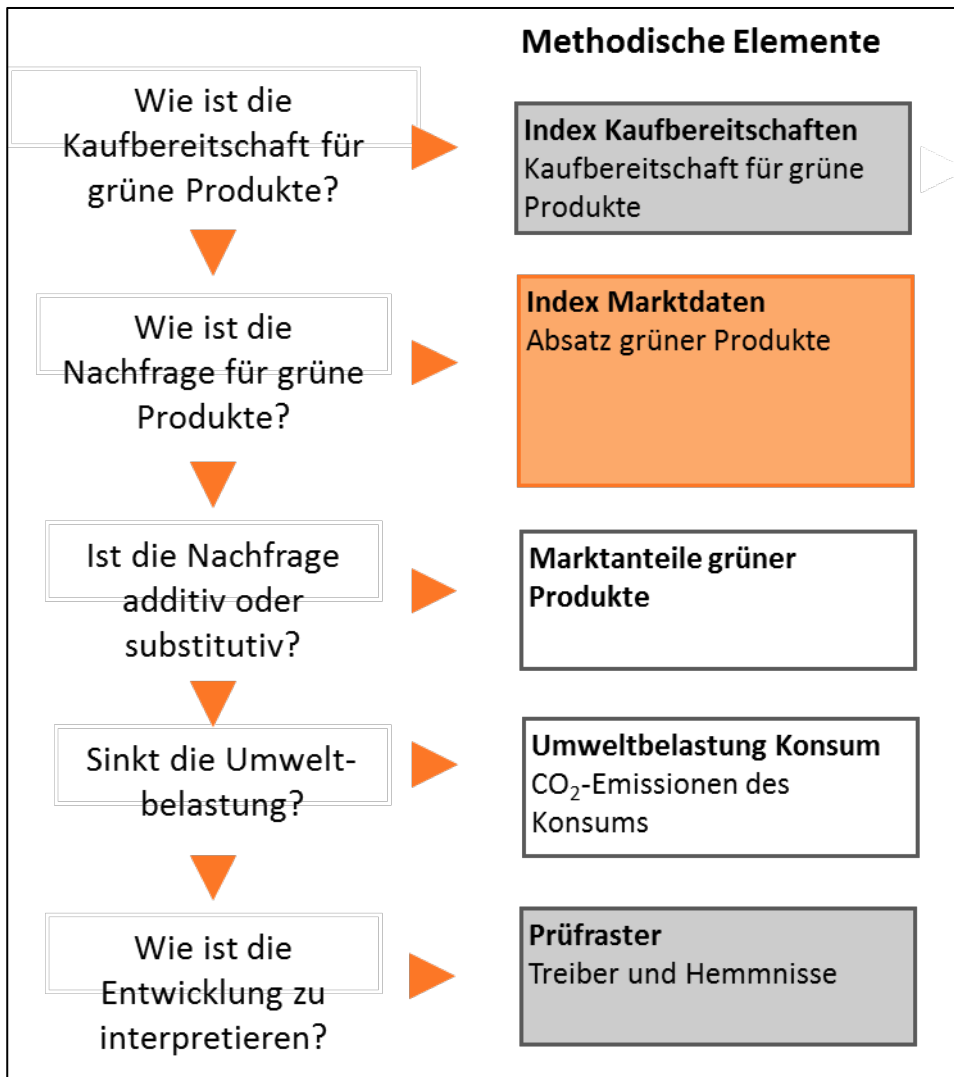 Methodische Elemente
Wie ist die
Kaufbereitschaft für
grüne Produkte?
Index Kaufbereitschaften
Kaufbereitschaft für grüne
Produkte
Wie ist die
Nachfrage für grüne
Produkte?
Index Marktdaten
Absatz grüner Produkte
Ist die Nachfrage
additiv oder
substitutiv?
Marktanteile grüner
Produkte
Sinkt die Umwelt-
belastung?
Umweltbelastung Konsum
CO₂-Emissionen des
Konsums
Wie ist die
Entwicklung zu
interpretieren?
Prüfraster
Treiber und Hemmnisse